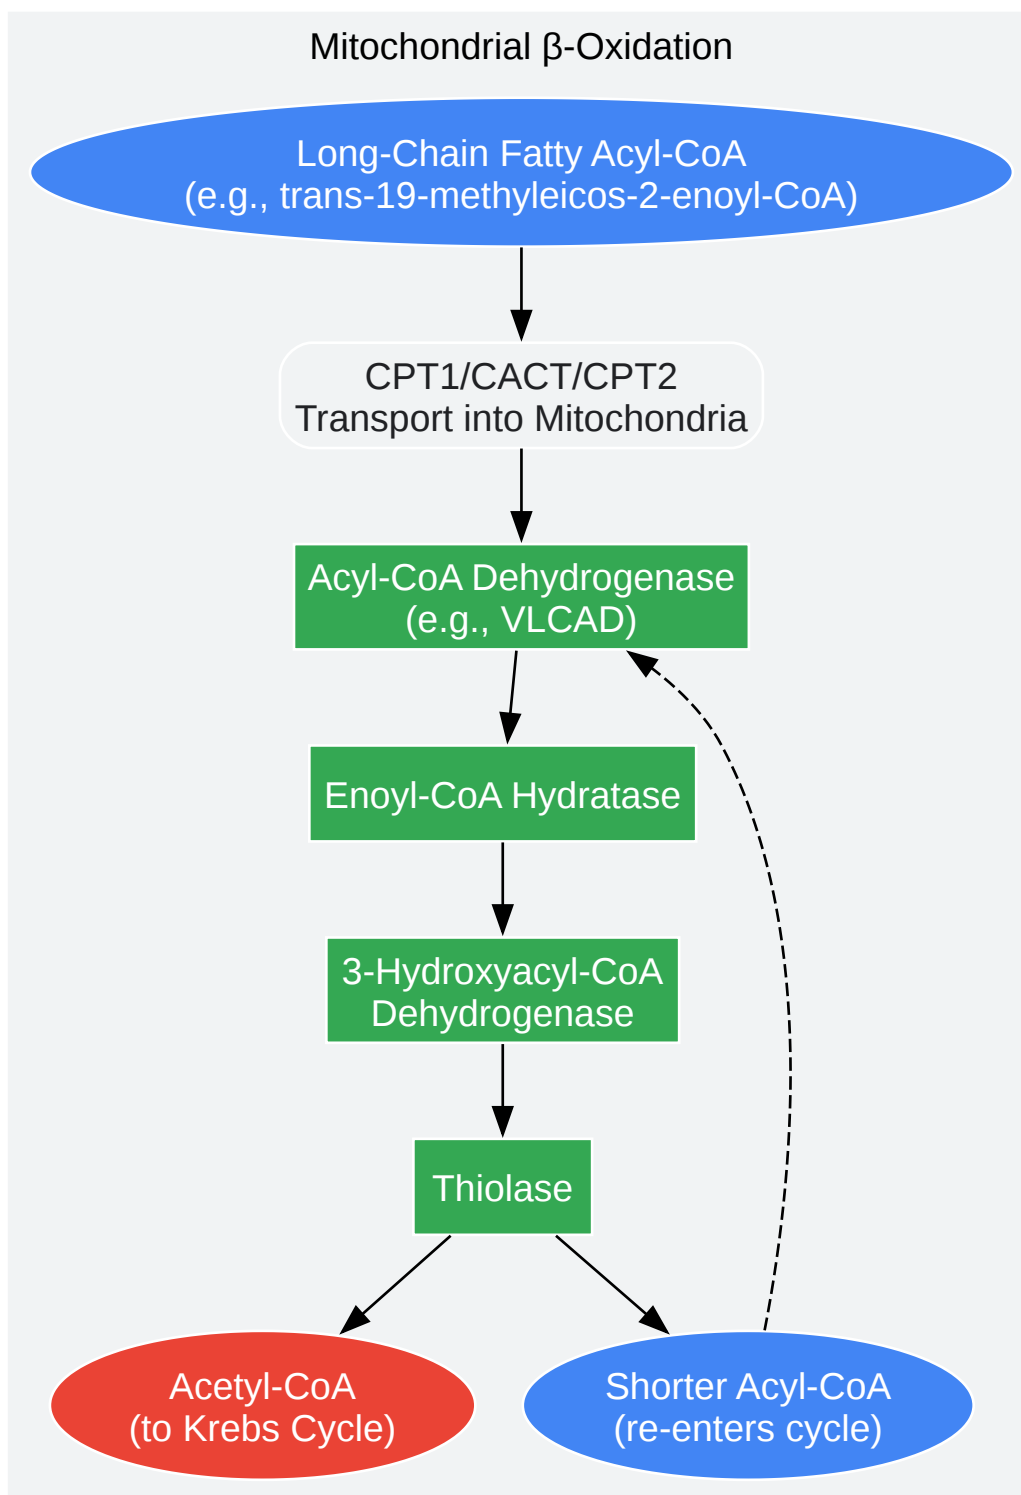 Mitochondrial β-Oxidation
Long-Chain Fatty Acyl-CoA
(e.g., trans-19-methyleicos-2-enoyl-CoA)
CPT1/CACT/CPT2
Transport into Mitochondria
Acyl-CoA Dehydrogenase
(e.g., VLCAD)
Enoyl-CoA Hydratase
3-Hydroxyacyl-CoA
Dehydrogenase
Thiolase
Acetyl-CoA
(to Krebs Cycle)
Shorter Acyl-CoA
(re-enters cycle)